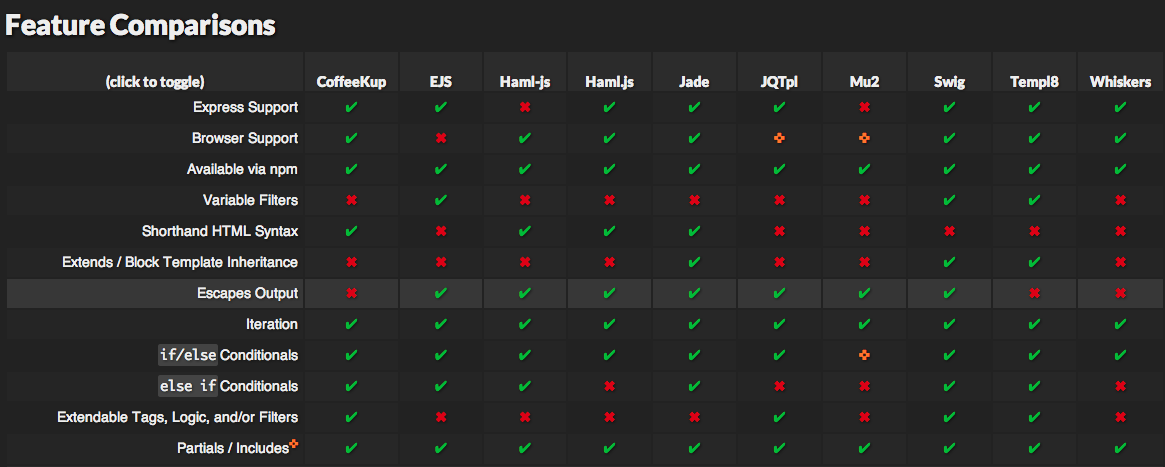 Feature Comparisons
(click to toggle) CoffeeKup EJS Haml-js Haml.js Jade JQTpl Mu2 Swig Templ8 Whiskers
Express Support ✔ ✔ ✖ ✔ ✔ ✔ ✖ ✔ ✔ ✔
Browser Support ✔ ✖ ✔ ✔ ✔ ✜ ✜ ✔ ✔ ✔
Available via npm ✔ ✔ ✔ ✔ ✔ ✔ ✔ ✔ ✔ ✔
Variable Filters ✖ ✔ ✖ ✖ ✖ ✖ ✖ ✔ ✔ ✖
Shorthand HTML Syntax ✔ ✖ ✔ ✔ ✔ ✖ ✖ ✖ ✖ ✖
Extends / Block Template Inheritance ✖ ✖ ✖ ✖ ✔ ✖ ✖ ✔ ✔ ✖
Escapes Output ✖ ✔ ✔ ✔ ✔ ✔ ✔ ✔ ✖ ✖
Iteration ✔ ✔ ✔ ✔ ✔ ✔ ✔ ✔ ✔ ✔
if/else Conditionals ✔ ✔ ✔ ✔ ✔ ✔ ✜ ✔ ✔ ✔
else if Conditionals ✔ ✔ ✔ ✖ ✔ ✖ ✖ ✔ ✔ ✖
Extendable Tags, Logic, and/or Filters ✔ ✖ ✖ ✖ ✖ ✔ ✖ ✔ ✔ ✖
Partials / Includes✜ ✔ ✔ ✔ ✔ ✔ ✔ ✔ ✔ ✔ ✔